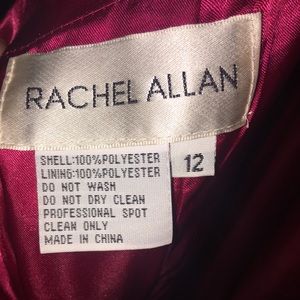 RACHEL ALLAN
SHELL:100%POLYESTER
LINING:100%POLYESTER
DO NOT WASH
DO NOT DRY CLEAN
PROFESSIONAL SPOT
CLEAN ONLY
MADE IN CHINA
12